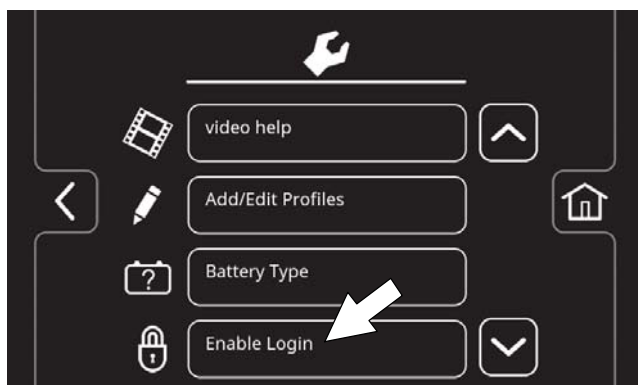 video help
Add/Edit Profiles
Battery Type
Enable Login